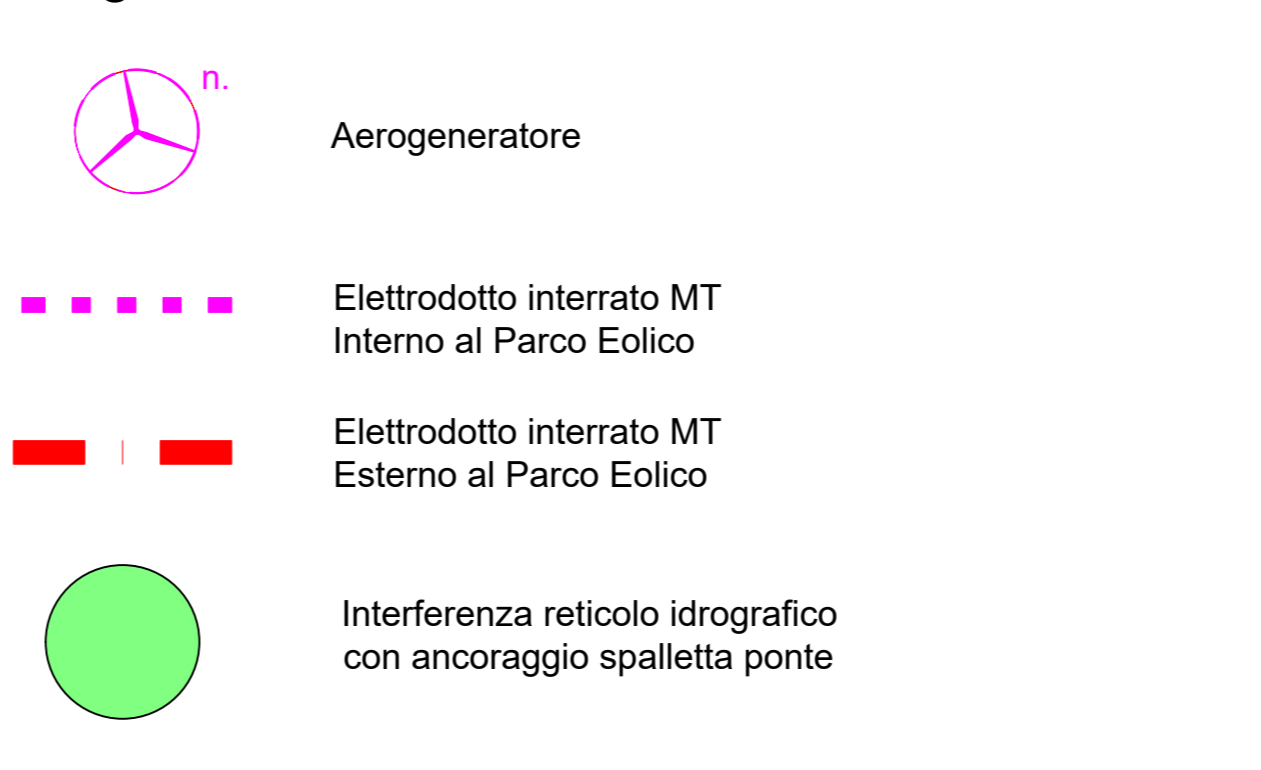 n.
Aerogeneratore
Elettrodotto interrato MT
Interno al Parco Eolico
Elettrodotto interrato MT
Esterno al Parco Eolico
Interferenza reticolo idrografico
con ancoraggio spalletta ponte